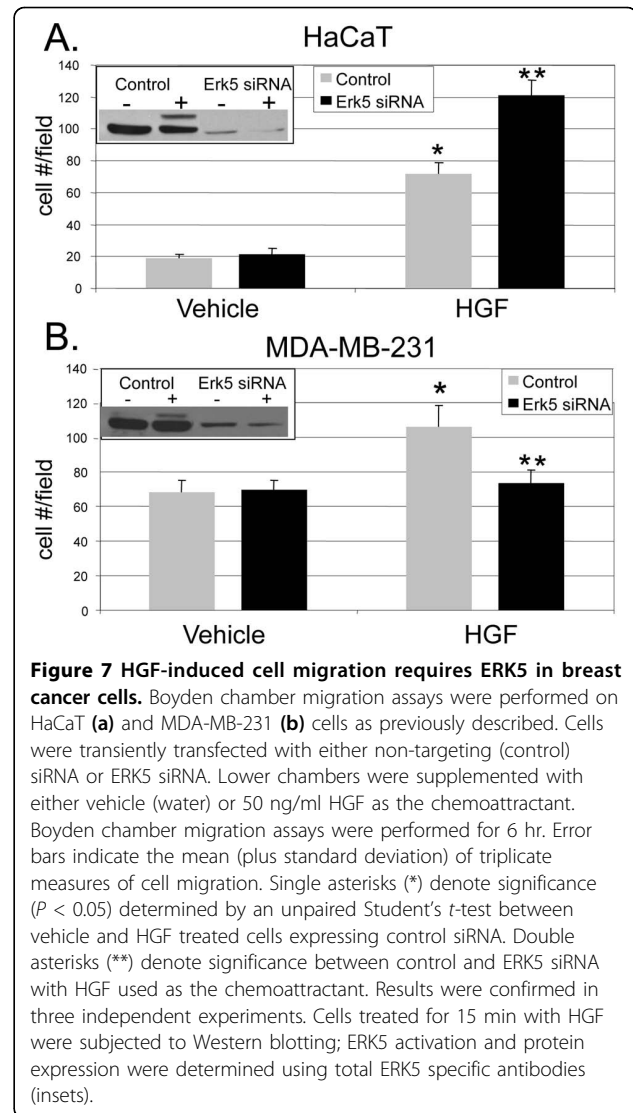 A.
HaCaT
140
120
100
80
60
40
20
0
cell #/field
Control Erk5 siRNA
- + - +
Control
Erk5 siRNA
*
**
Vehicle HGF
B.
MDA-MB-231
140
120
100
80
60
40
20
0
cell #/field
Control Erk5 siRNA
- + - +
Control
Erk5 siRNA
*
**
Vehicle HGF
Figure 7 HGF-induced cell migration requires ERK5 in breast
cancer cells. Boyden chamber migration assays were performed on
HaCaT (a) and MDA-MB-231 (b) cells as previously described. Cells
were transiently transfected with either non-targeting (control)
siRNA or ERK5 siRNA. Lower chambers were supplemented with
either vehicle (water) or 50 ng/ml HGF as the chemoattractant.
Boyden chamber migration assays were performed for 6 hr. Error
bars indicate the mean (plus standard deviation) of triplicate
measures of cell migration. Single asterisks (*) denote significance
(P < 0.05) determined by an unpaired Student's t-test between
vehicle and HGF treated cells expressing control siRNA. Double
asterisks (**) denote significance between control and ERK5 siRNA
with HGF used as the chemoattractant. Results were confirmed in
three independent experiments. Cells treated for 15 min with HGF
were subjected to Western blotting; ERK5 activation and protein
expression were determined using total ERK5 specific antibodies
(insets).